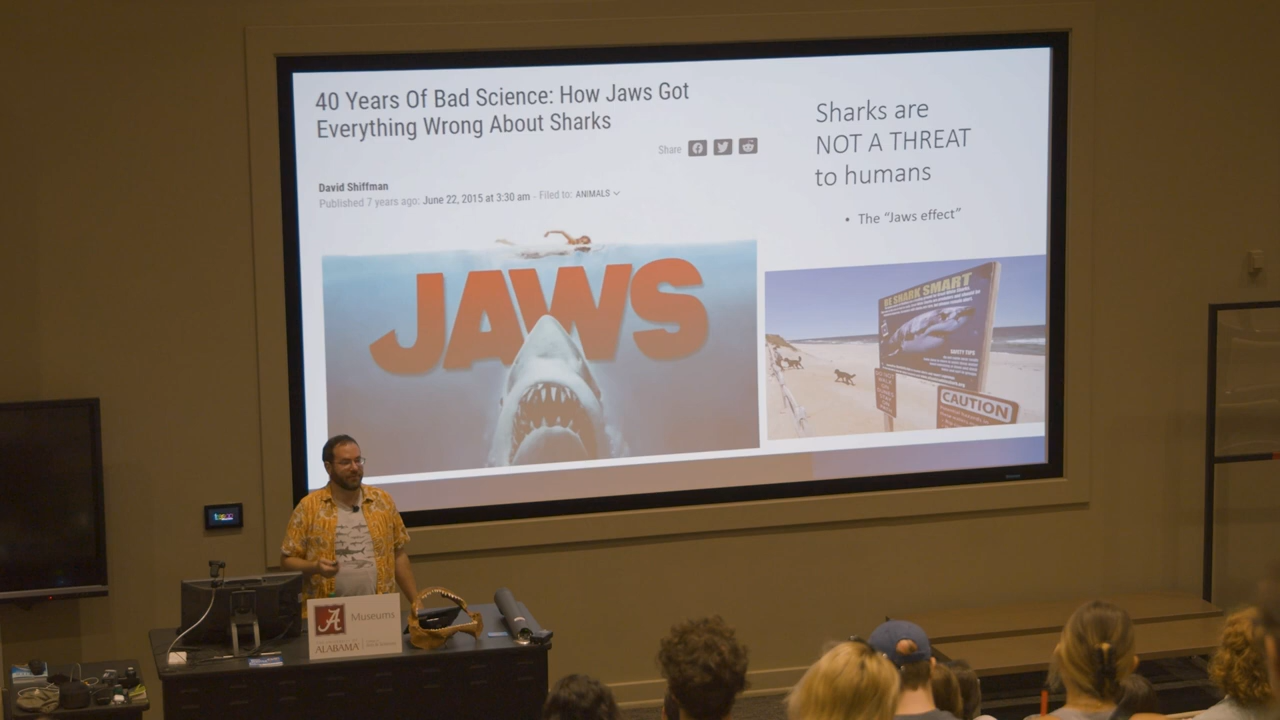 40 Years Of Bad Science: How Jaws Got
Everything Wrong About Sharks
Share
David Shiffman
Published 7 years ago: June 22, 2015 at 3:30 am - Filed to: ANIMALS
JAWS
Sharks are
NOT A THREAT
to humans
• The “Jaws effect”
BE SHARK SMART
SAFETY TIPS
CAUTION
A
Museums
ALABAMA